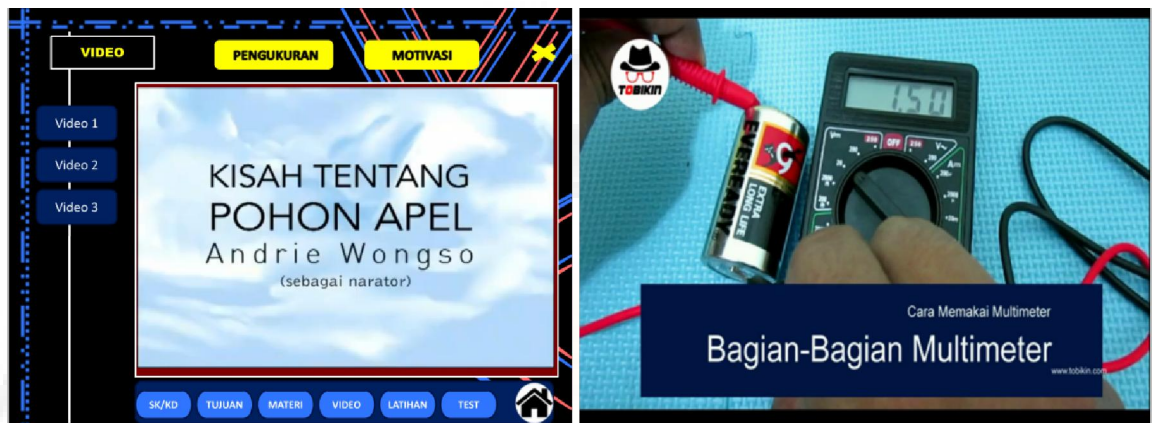 VIDEO
PENGUKURAN
MOTIVASI
Video 1
Video 2
Video 3
KISAH TENTANG
POHON APEL
Andrie Wongso
(sebagai narator)
SK/KD
TUJUAN
MATERI
VIDEO
LATIHAN
TEST
TOBIKIN
1.50
OFF
EVEREADY
EXTRA
LONG LIFE
Cara Memakai Multimeter
Bagian-Bagian Multimeter
www.tobikin.com